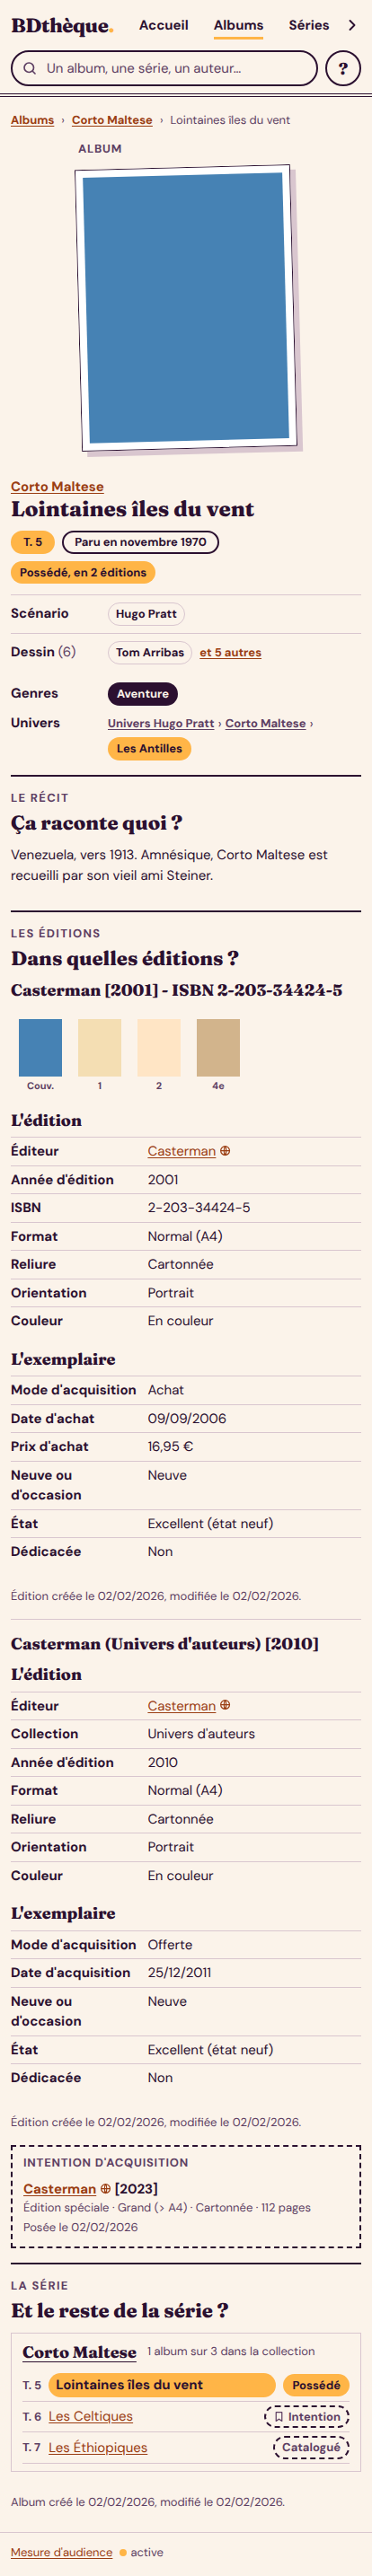 BDthèque.
Accueil Albums Séries
Un album, une série, un auteur...
?
Albums › Corto Maltese › Lointaines îles du vent
ALBUM
Corto Maltese
Lointaines îles du vent
T. 5 Paru en novembre 1970
Possédé, en 2 éditions
Scénario Hugo Pratt
Dessin (6) Tom Arribas et 5 autres
Genres Aventure
Univers Univers Hugo Pratt › Corto Maltese ›
Les Antilles
LE RÉCIT
Ça raconte quoi ?
Venezuela, vers 1913. Amnésique, Corto Maltese est
recueilli par son vieil ami Steiner.
LES ÉDITIONS
Dans quelles éditions ?
Casterman [2001] - ISBN 2-203-34424-5
Couv. 1 2 4e
L'édition
Éditeur Casterman
Année d'édition 2001
ISBN 2-203-34424-5
Format Normal (A4)
Reliure Cartonnée
Orientation Portrait
Couleur En couleur
L'exemplaire
Mode d'acquisition Achat
Date d'achat 09/09/2006
Prix d'achat 16,95 €
Neuve ou Neuve
d'occasion
État Excellent (état neuf)
Dédicacée Non
Édition créée le 02/02/2026, modifiée le 02/02/2026.
Casterman (Univers d'auteurs) [2010]
L'édition
Éditeur Casterman
Collection Univers d'auteurs
Année d'édition 2010
Format Normal (A4)
Reliure Cartonnée
Orientation Portrait
Couleur En couleur
L'exemplaire
Mode d'acquisition Offerte
Date d'acquisition 25/12/2011
Neuve ou Neuve
d'occasion
État Excellent (état neuf)
Dédicacée Non
Édition créée le 02/02/2026, modifiée le 02/02/2026.
INTENTION D'ACQUISITION
Casterman [2023]
Édition spéciale · Grand (> A4) · Cartonnée · 112 pages
Posée le 02/02/2026
LA SÉRIE
Et le reste de la série ?
Corto Maltese 1 album sur 3 dans la collection
T. 5 Lointaines îles du vent Possédé
T. 6 Les Celtiques Intention
T. 7 Les Éthiopiques Catalogué
Album créé le 02/02/2026, modifié le 02/02/2026.
Mesure d'audience active